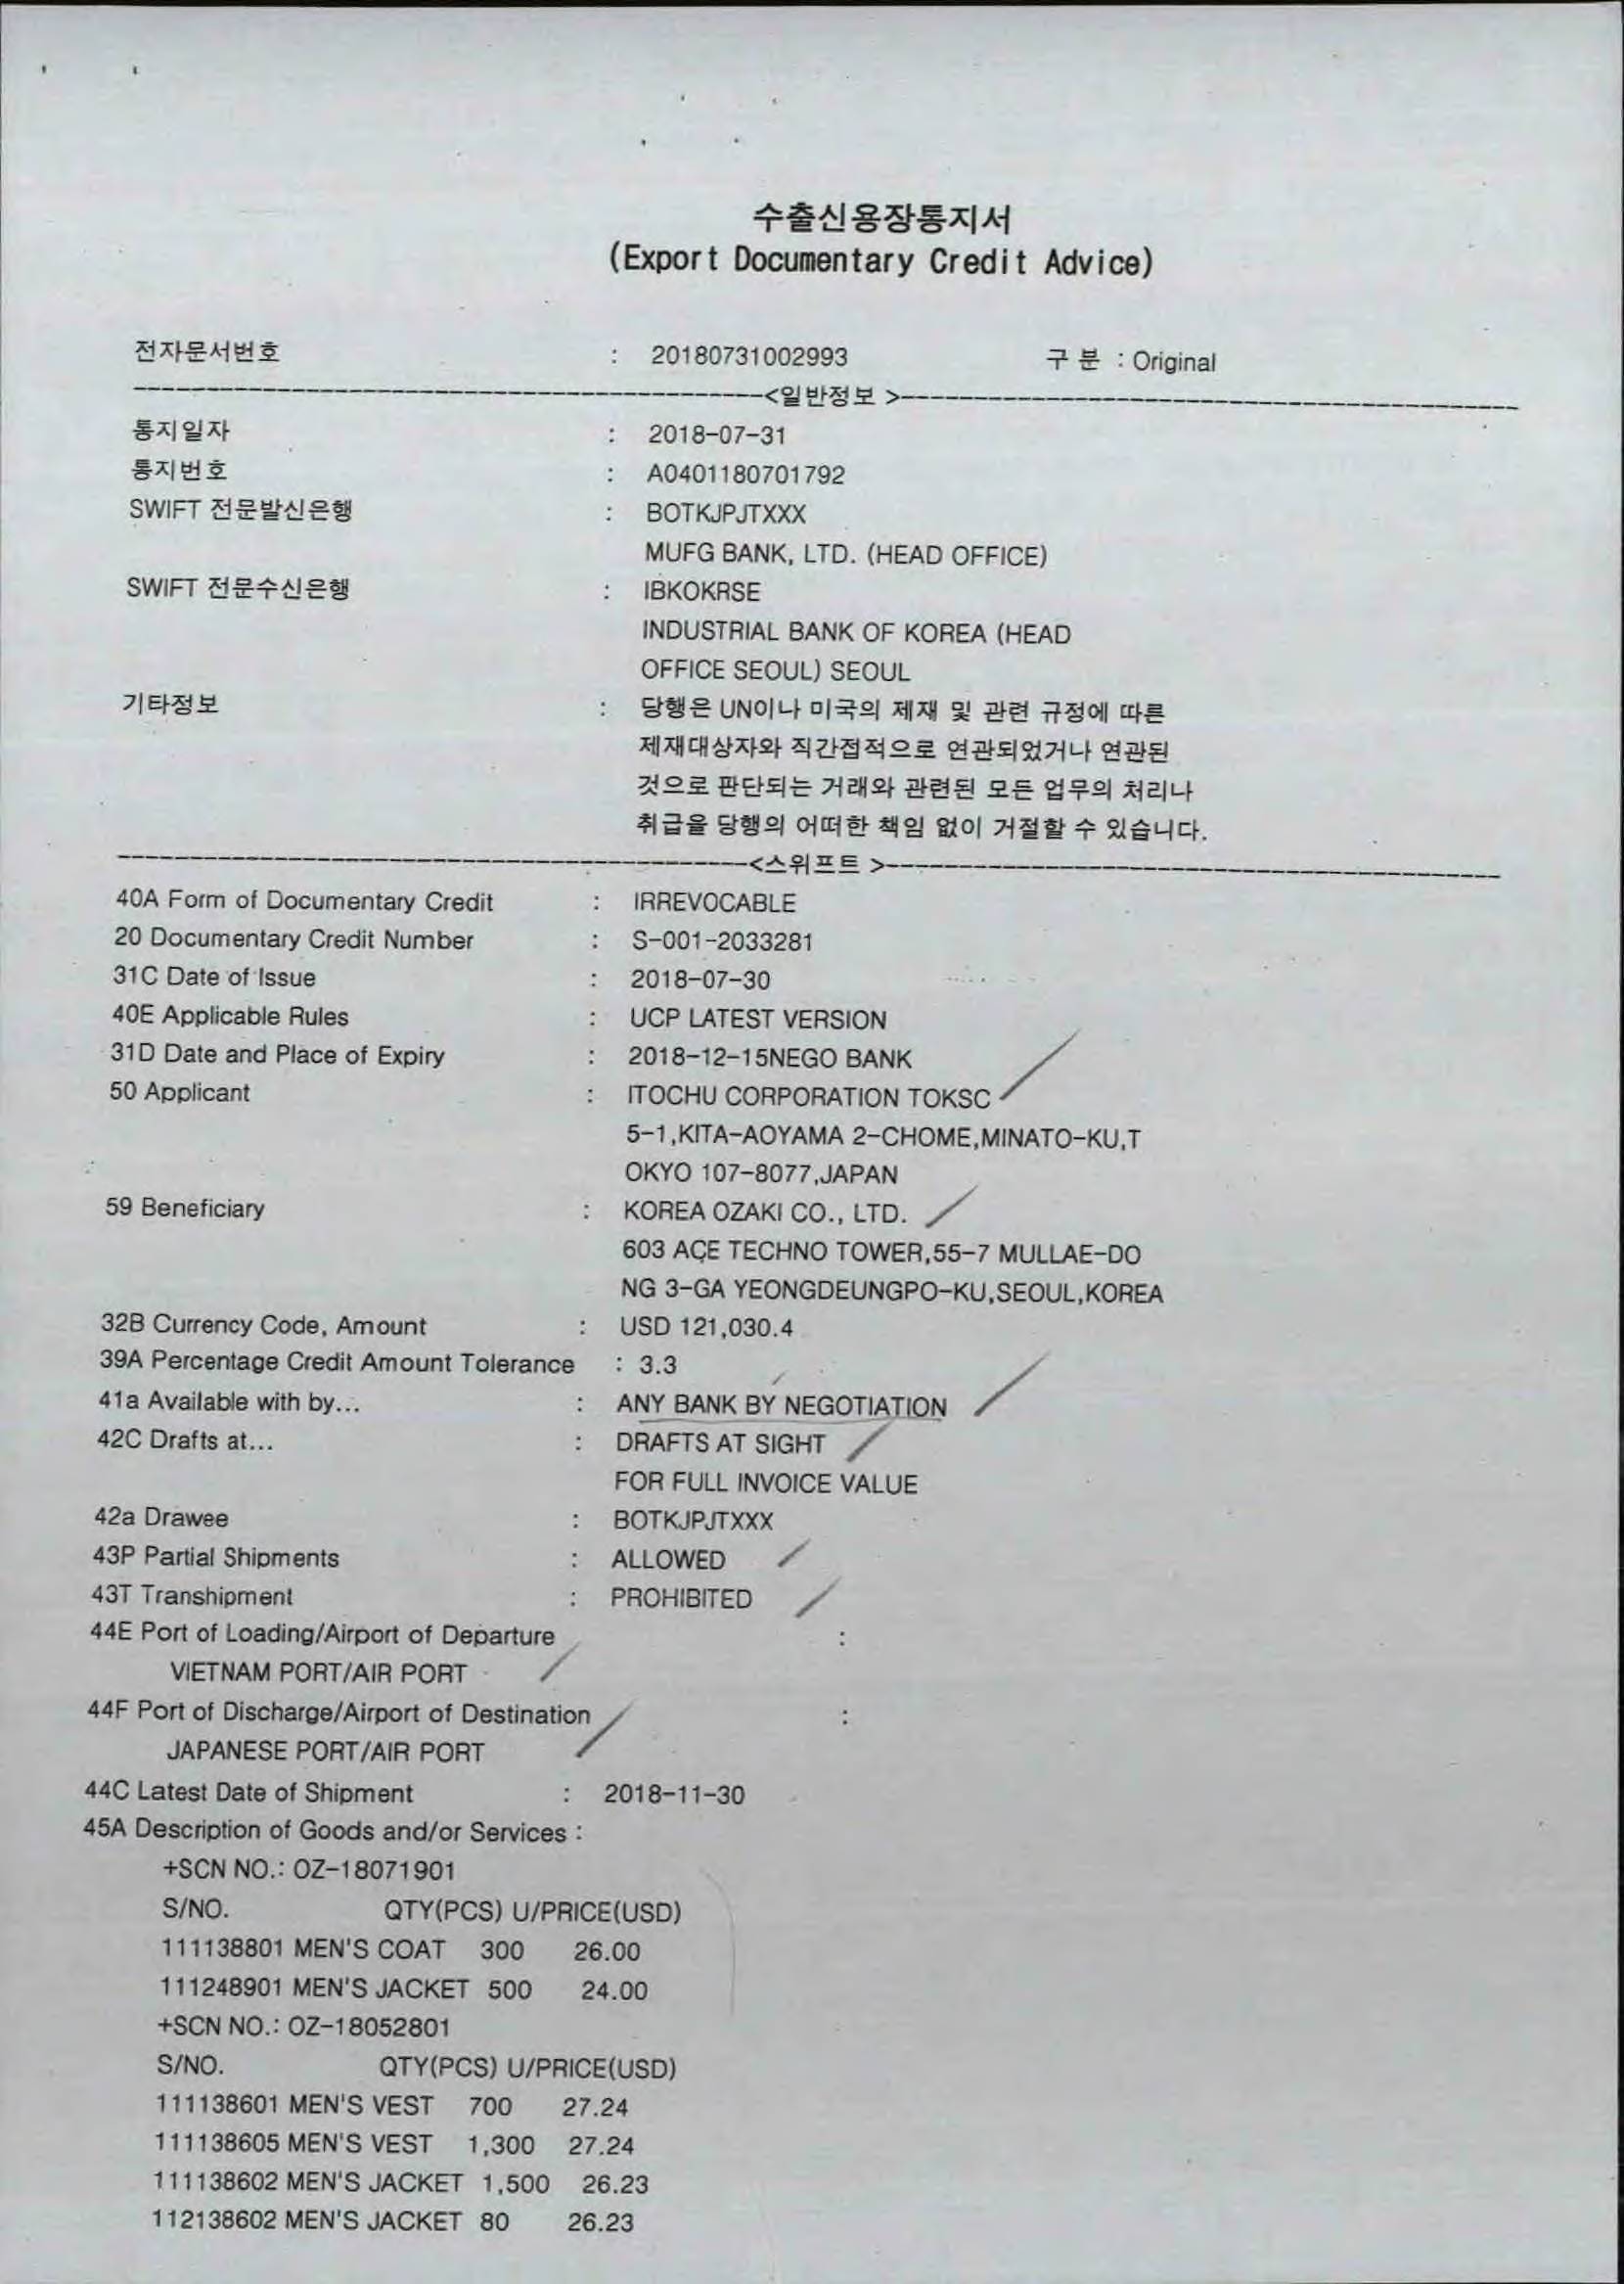 수출신용장통지서
(Export Documentary Credit Advice)
전자문서번호 : 20180731002993 구 분 : Original
<일반정보 >
통지일자 : 2018-07-31
통지번호 : A0401180701792
SWIFT 전문발신은행 : BOTKJPJTXXX
MUFG BANK, LTD. (HEAD OFFICE)
SWIFT 전문수신은행 : IBKOKRSE
INDUSTRIAL BANK OF KOREA (HEAD
OFFICE SEOUL) SEOUL
기타정보 : 당행은 UN이나 미국의 제재 및 관련 규정에 따른
제재대상자와 직간접적으로 연관되었거나 연관된
것으로 판단되는 거래와 관련된 모든 업무의 처리나
취급을 당행의 어떠한 책임 없이 거절할 수 있습니다.
<스위프트 >
40A Form of Documentary Credit : IRREVOCABLE
20 Documentary Credit Number : S-001-2033281
31C Date of Issue : 2018-07-30
40E Applicable Rules : UCP LATEST VERSION
31D Date and Place of Expiry : 2018-12-15NEGO BANK
50 Applicant : ITOCHU CORPORATION TOKSC
5-1,KITA-AOYAMA 2-CHOME,MINATO-KU,T
OKYO 107-8077,JAPAN
59 Beneficiary : KOREA OZAKI CO., LTD.
603 ACE TECHNO TOWER,55-7 MULLAE-DO
NG 3-GA YEONGDEUNGPO-KU,SEOUL,KOREA
32B Currency Code, Amount : USD 121,030.4
39A Percentage Credit Amount Tolerance : 3.3
41a Available with by... : ANY BANK BY NEGOTIATION
42C Drafts at... : DRAFTS AT SIGHT
FOR FULL INVOICE VALUE
42a Drawee : BOTKJPJTXXX
43P Partial Shipments : ALLOWED
43T Transhipment : PROHIBITED
44E Port of Loading/Airport of Departure :
VIETNAM PORT/AIR PORT
44F Port of Discharge/Airport of Destination :
JAPANESE PORT/AIR PORT
44C Latest Date of Shipment : 2018-11-30
45A Description of Goods and/or Services :
+SCN NO.: OZ-18071901
S/NO. QTY(PCS) U/PRICE(USD)
111138801 MEN'S COAT 300 26.00
111248901 MEN'S JACKET 500 24.00
+SCN NO.: OZ-18052801
S/NO. QTY(PCS) U/PRICE(USD)
111138601 MEN'S VEST 700 27.24
111138605 MEN'S VEST 1,300 27.24
111138602 MEN'S JACKET 1,500 26.23
112138602 MEN'S JACKET 80 26.23